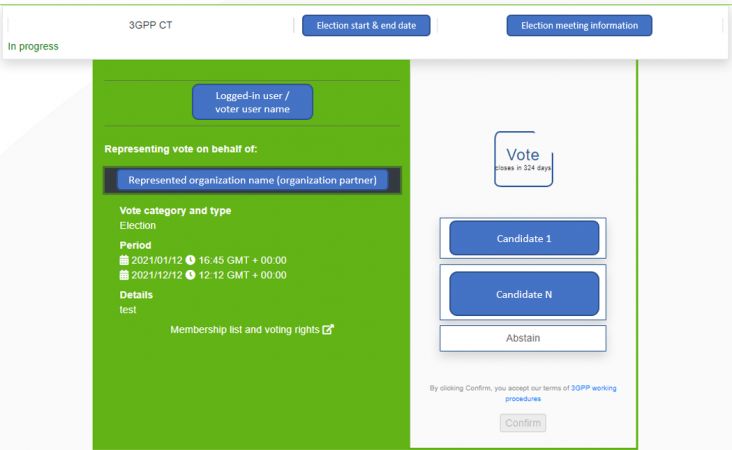 3GPP CT
Election start & end date
Election meeting information
In progress
Logged-in user /
voter user name
Representing vote on behalf of:
Represented organization name (organization partner)
Vote category and type
Election
Period
2021/01/12 16:45 GMT + 00:00
2021/12/12 12:12 GMT + 00:00
Details
test
Membership list and voting rights
Vote
closes in 324 days
Candidate 1
Candidate N
Abstain
By clicking Confirm, you accept our terms of 3GPP working
procedures
Confirm